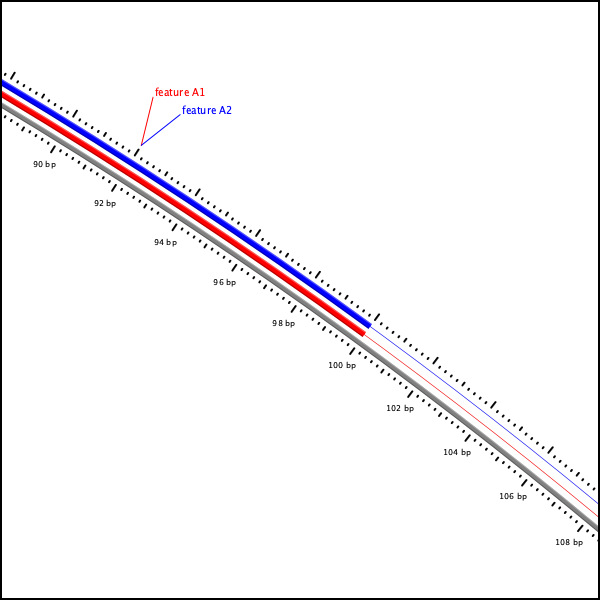 feature A1
feature A2
90 bp
92 bp
94 bp
96 bp
98 bp
100 bp
102 bp
104 bp
106 bp
108 bp